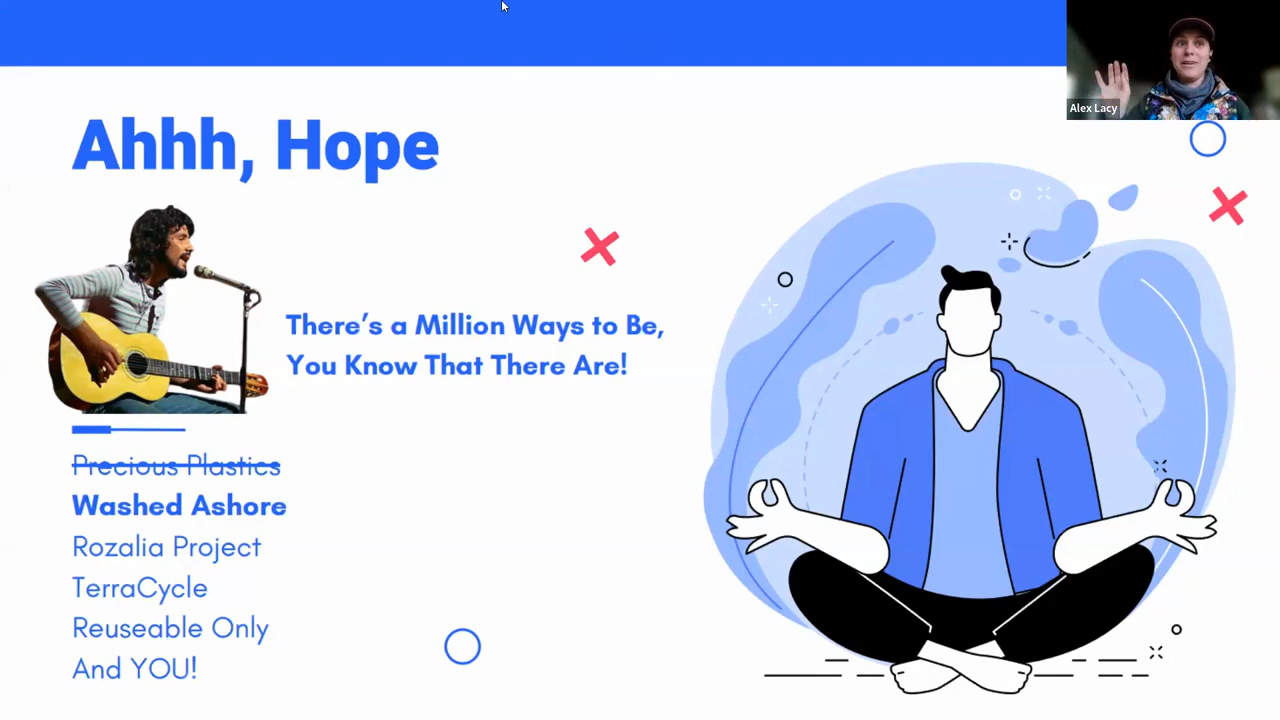 Alex Lacy
Ahhh, Hope
There's a Million Ways to Be,
You Know That There Are!
Precious Plastics
Washed Ashore
Rozalia Project
TerraCycle
Reuseable Only
And YOU!